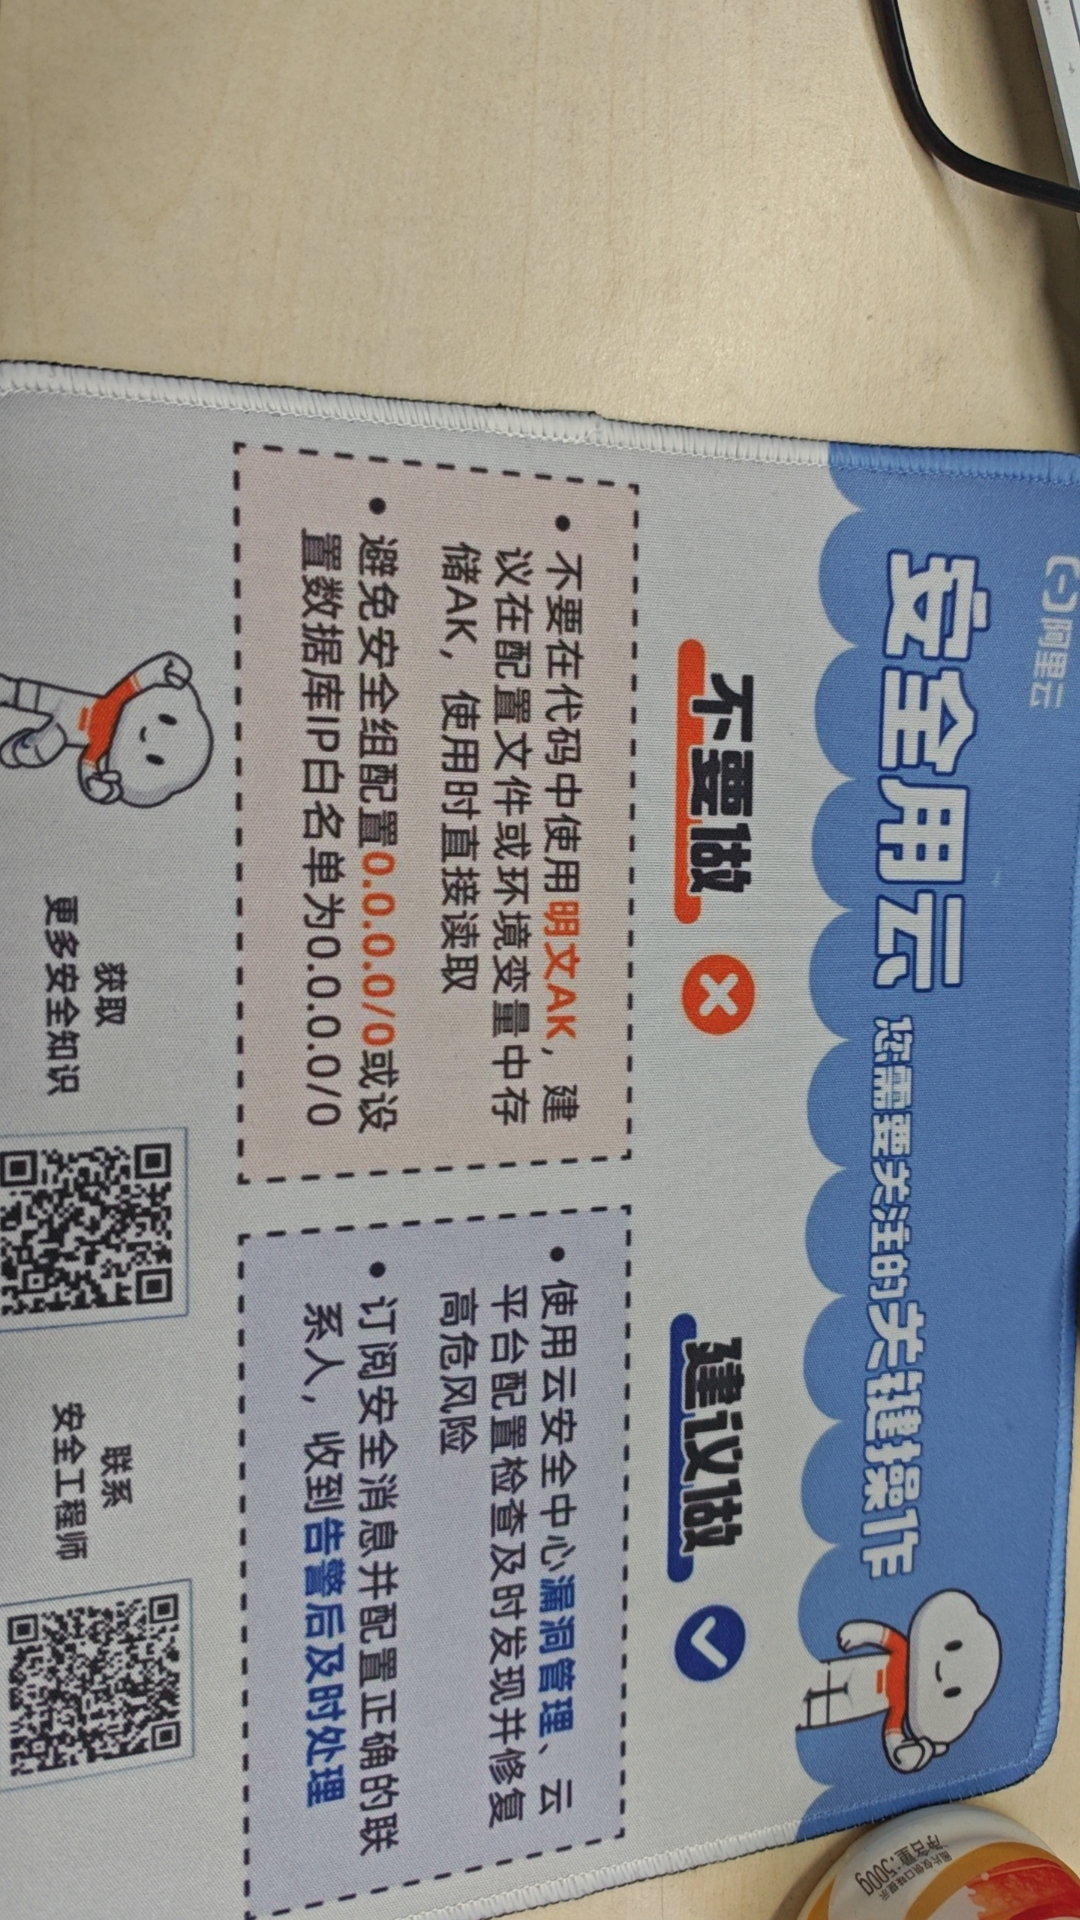 阿里云
安全用云 您需要关注的关键操作
不要做
• 不要在代码中使用明文AK，建
议在配置文件或环境变量中存
储AK，使用时直接读取
• 避免安全组配置0.0.0.0/0或设
置数据库IP白名单为0.0.0.0/0
建议做
• 使用云安全中心漏洞管理、云
平台配置检查及时发现并修复
高危风险
• 订阅安全消息并配置正确的联
系人，收到告警后及时处理
获取
更多安全知识
联系
安全工程师
净含量:500g
图片仅供口味提示